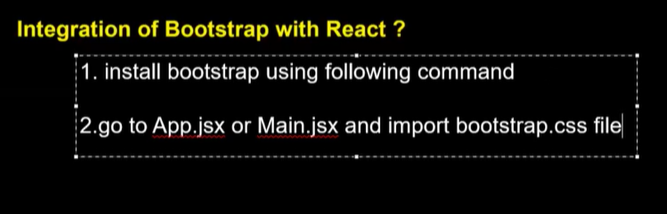 Integration of Bootstrap with React ?
1. install bootstrap using following command
2.go to App.jsx or Main.jsx and import bootstrap.css file